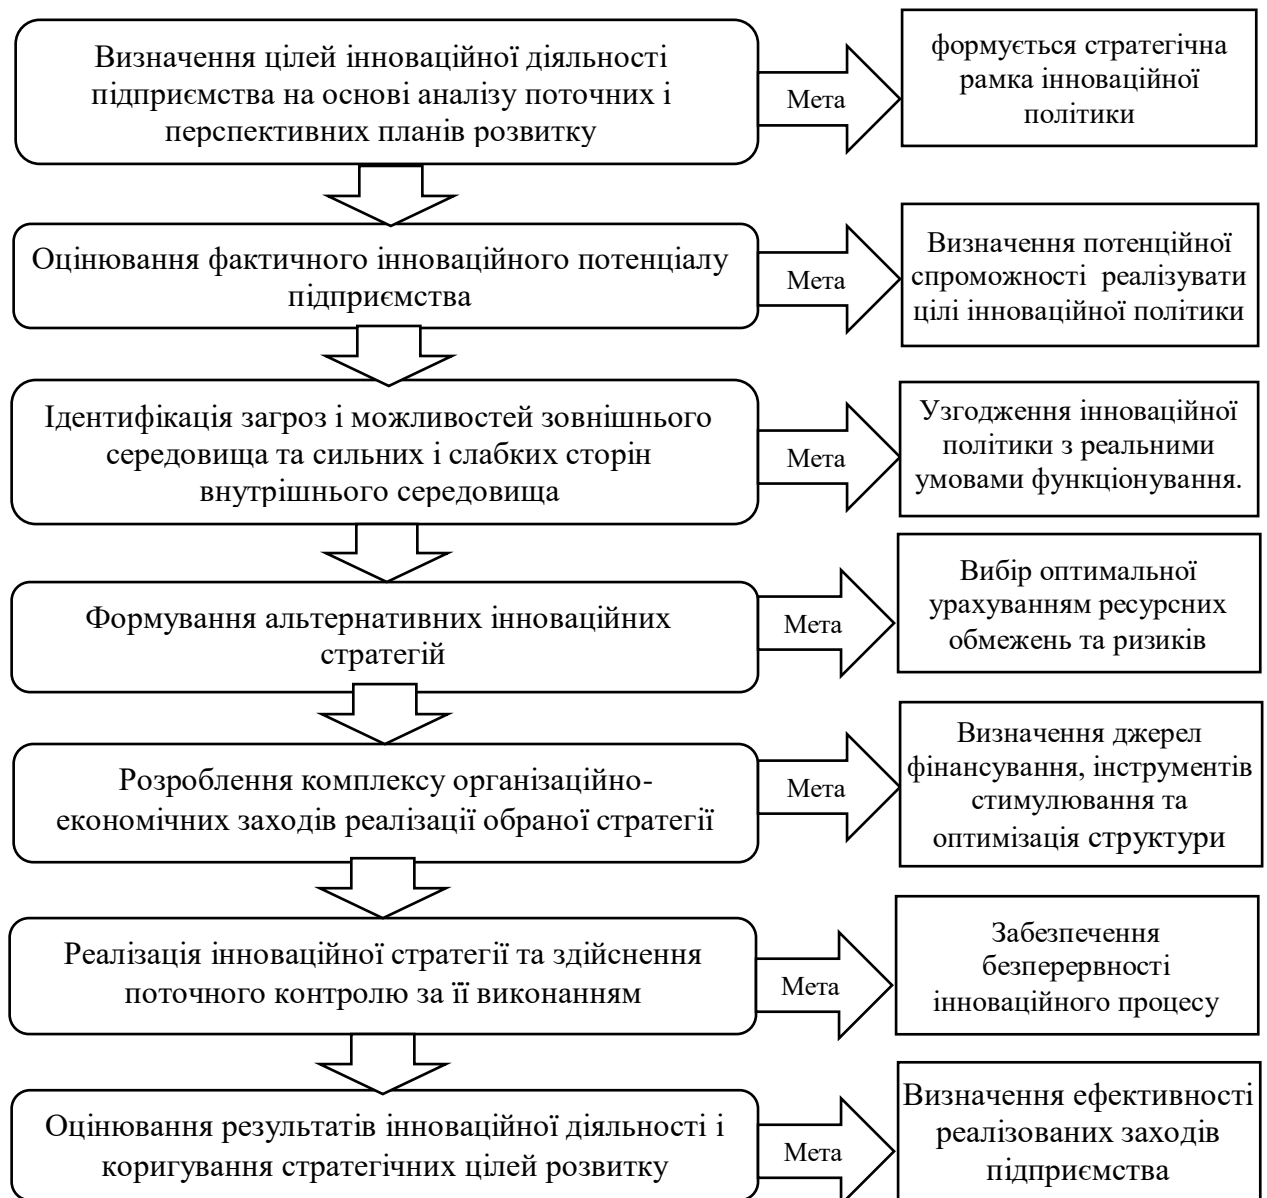 Визначення цілей інноваційної діяльності
підприємства на основі аналізу поточних і
перспективних планів розвитку
Мета
формується стратегічна
рамка інноваційної
політики
Оцінювання фактичного інноваційного потенціалу
підприємства
Мета
Визначення потенційної
спроможності реалізувати
цілі інноваційної політики
Ідентифікація загроз і можливостей зовнішнього
середовища та сильних і слабких сторін
внутрішнього середовища
Мета
Узгодження інноваційної
політики з реальними
умовами функціонування.
Формування альтернативних інноваційних
стратегій
Мета
Вибір оптимальної
урахуванням ресурсних
обмежень та ризиків
Розроблення комплексу організаційно-
економічних заходів реалізації обраної стратегії
Мета
Визначення джерел
фінансування, інструментів
стимулювання та
оптимізація структури
Реалізація інноваційної стратегії та здійснення
поточного контролю за її виконанням
Мета
Забезпечення
безперервності
інноваційного процесу
Оцінювання результатів інноваційної діяльності і
коригування стратегічних цілей розвитку
Мета
Визначення ефективності
реалізованих заходів
підприємства